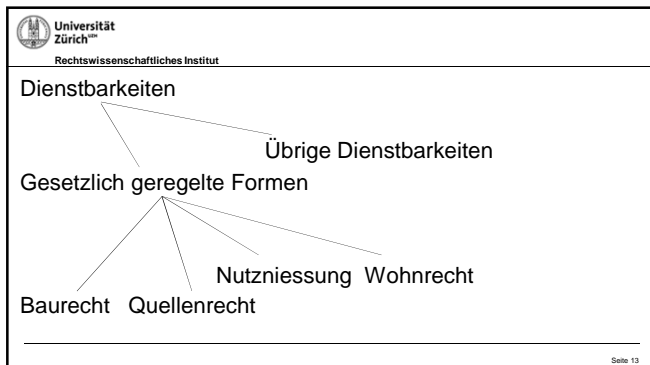 Universität
Zürich UZH
Rechtswissenschaftliches Institut
Dienstbarkeiten
Übrige Dienstbarkeiten
Gesetzlich geregelte Formen
Nutzniessung Wohnrecht
Baurecht Quellenrecht
Seite 13